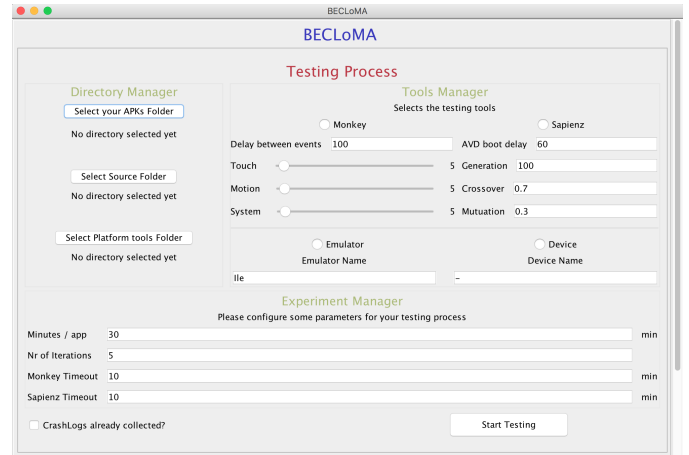 BECLoMA
BECLoMA
Testing Process
Directory Manager
Select your APKs Folder
No directory selected yet
Select Source Folder
No directory selected yet
Select Platform tools Folder
No directory selected yet
Tools Manager
Selects the testing tools
Monkey
Sapienz
Delay between events 100
AVD boot delay 60
Touch 5
Generation 100
Motion 5
Crossover 0.7
System 5
Mutuation 0.3
Emulator
Device
Emulator Name
Device Name
Ile
-
Experiment Manager
Please configure some parameters for your testing process
Minutes / app 30 min
Nr of Iterations 5
Monkey Timeout 10 min
Sapienz Timeout 10 min
CrashLogs already collected?
Start Testing